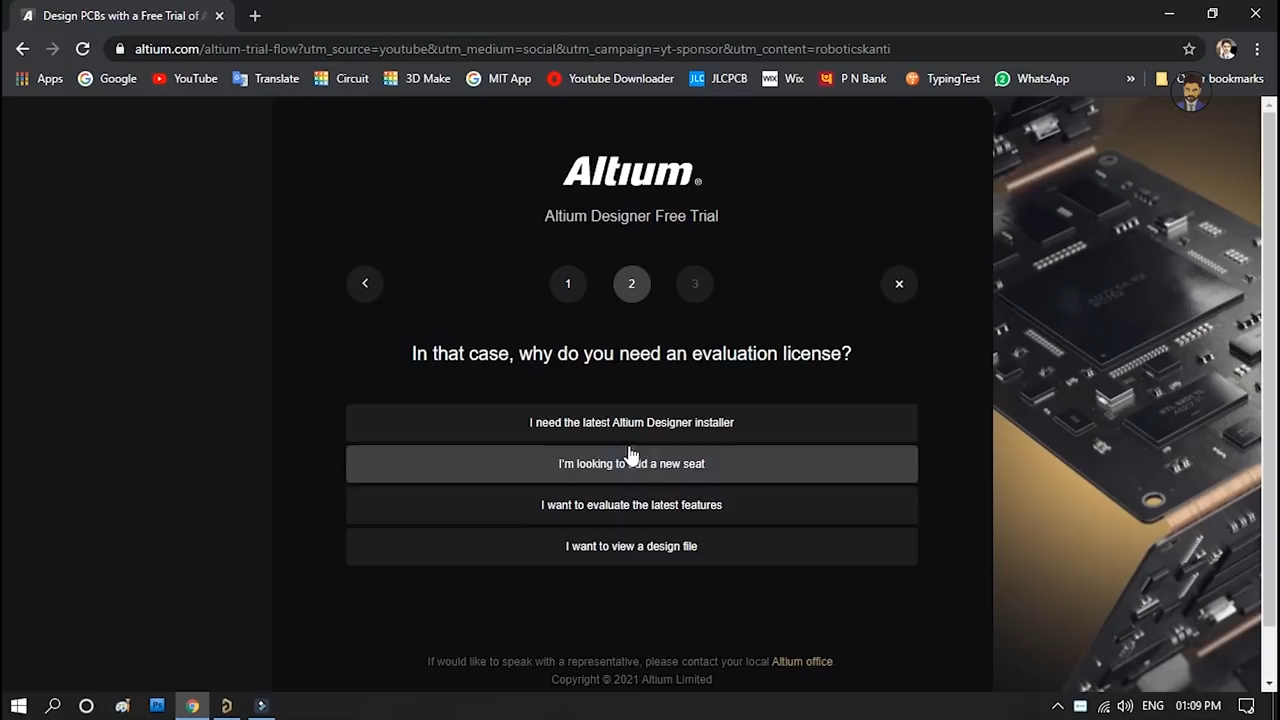 Design PCBs with a Free Trial of A
altium.com/altium-trial-flow?utm_source=youtube&utm_medium=social&utm_campaign=yt-sponsor&utm_content=roboticskanti
Apps Google YouTube Translate Circuit 3D Make MIT App Youtube Downloader JLC JLCPCB WIX Wix P N Bank TypingTest WhatsApp » bookmarks
Altium®
Altium Designer Free Trial
1 2 3
In that case, why do you need an evaluation license?
I need the latest Altium Designer installer
I'm looking to a new seat
I want to evaluate the latest features
I want to view a design file
If would like to speak with a representative, please contact your local Altium office.
Copyright © 2021 Altium Limited
Ps ENG 01:09 PM